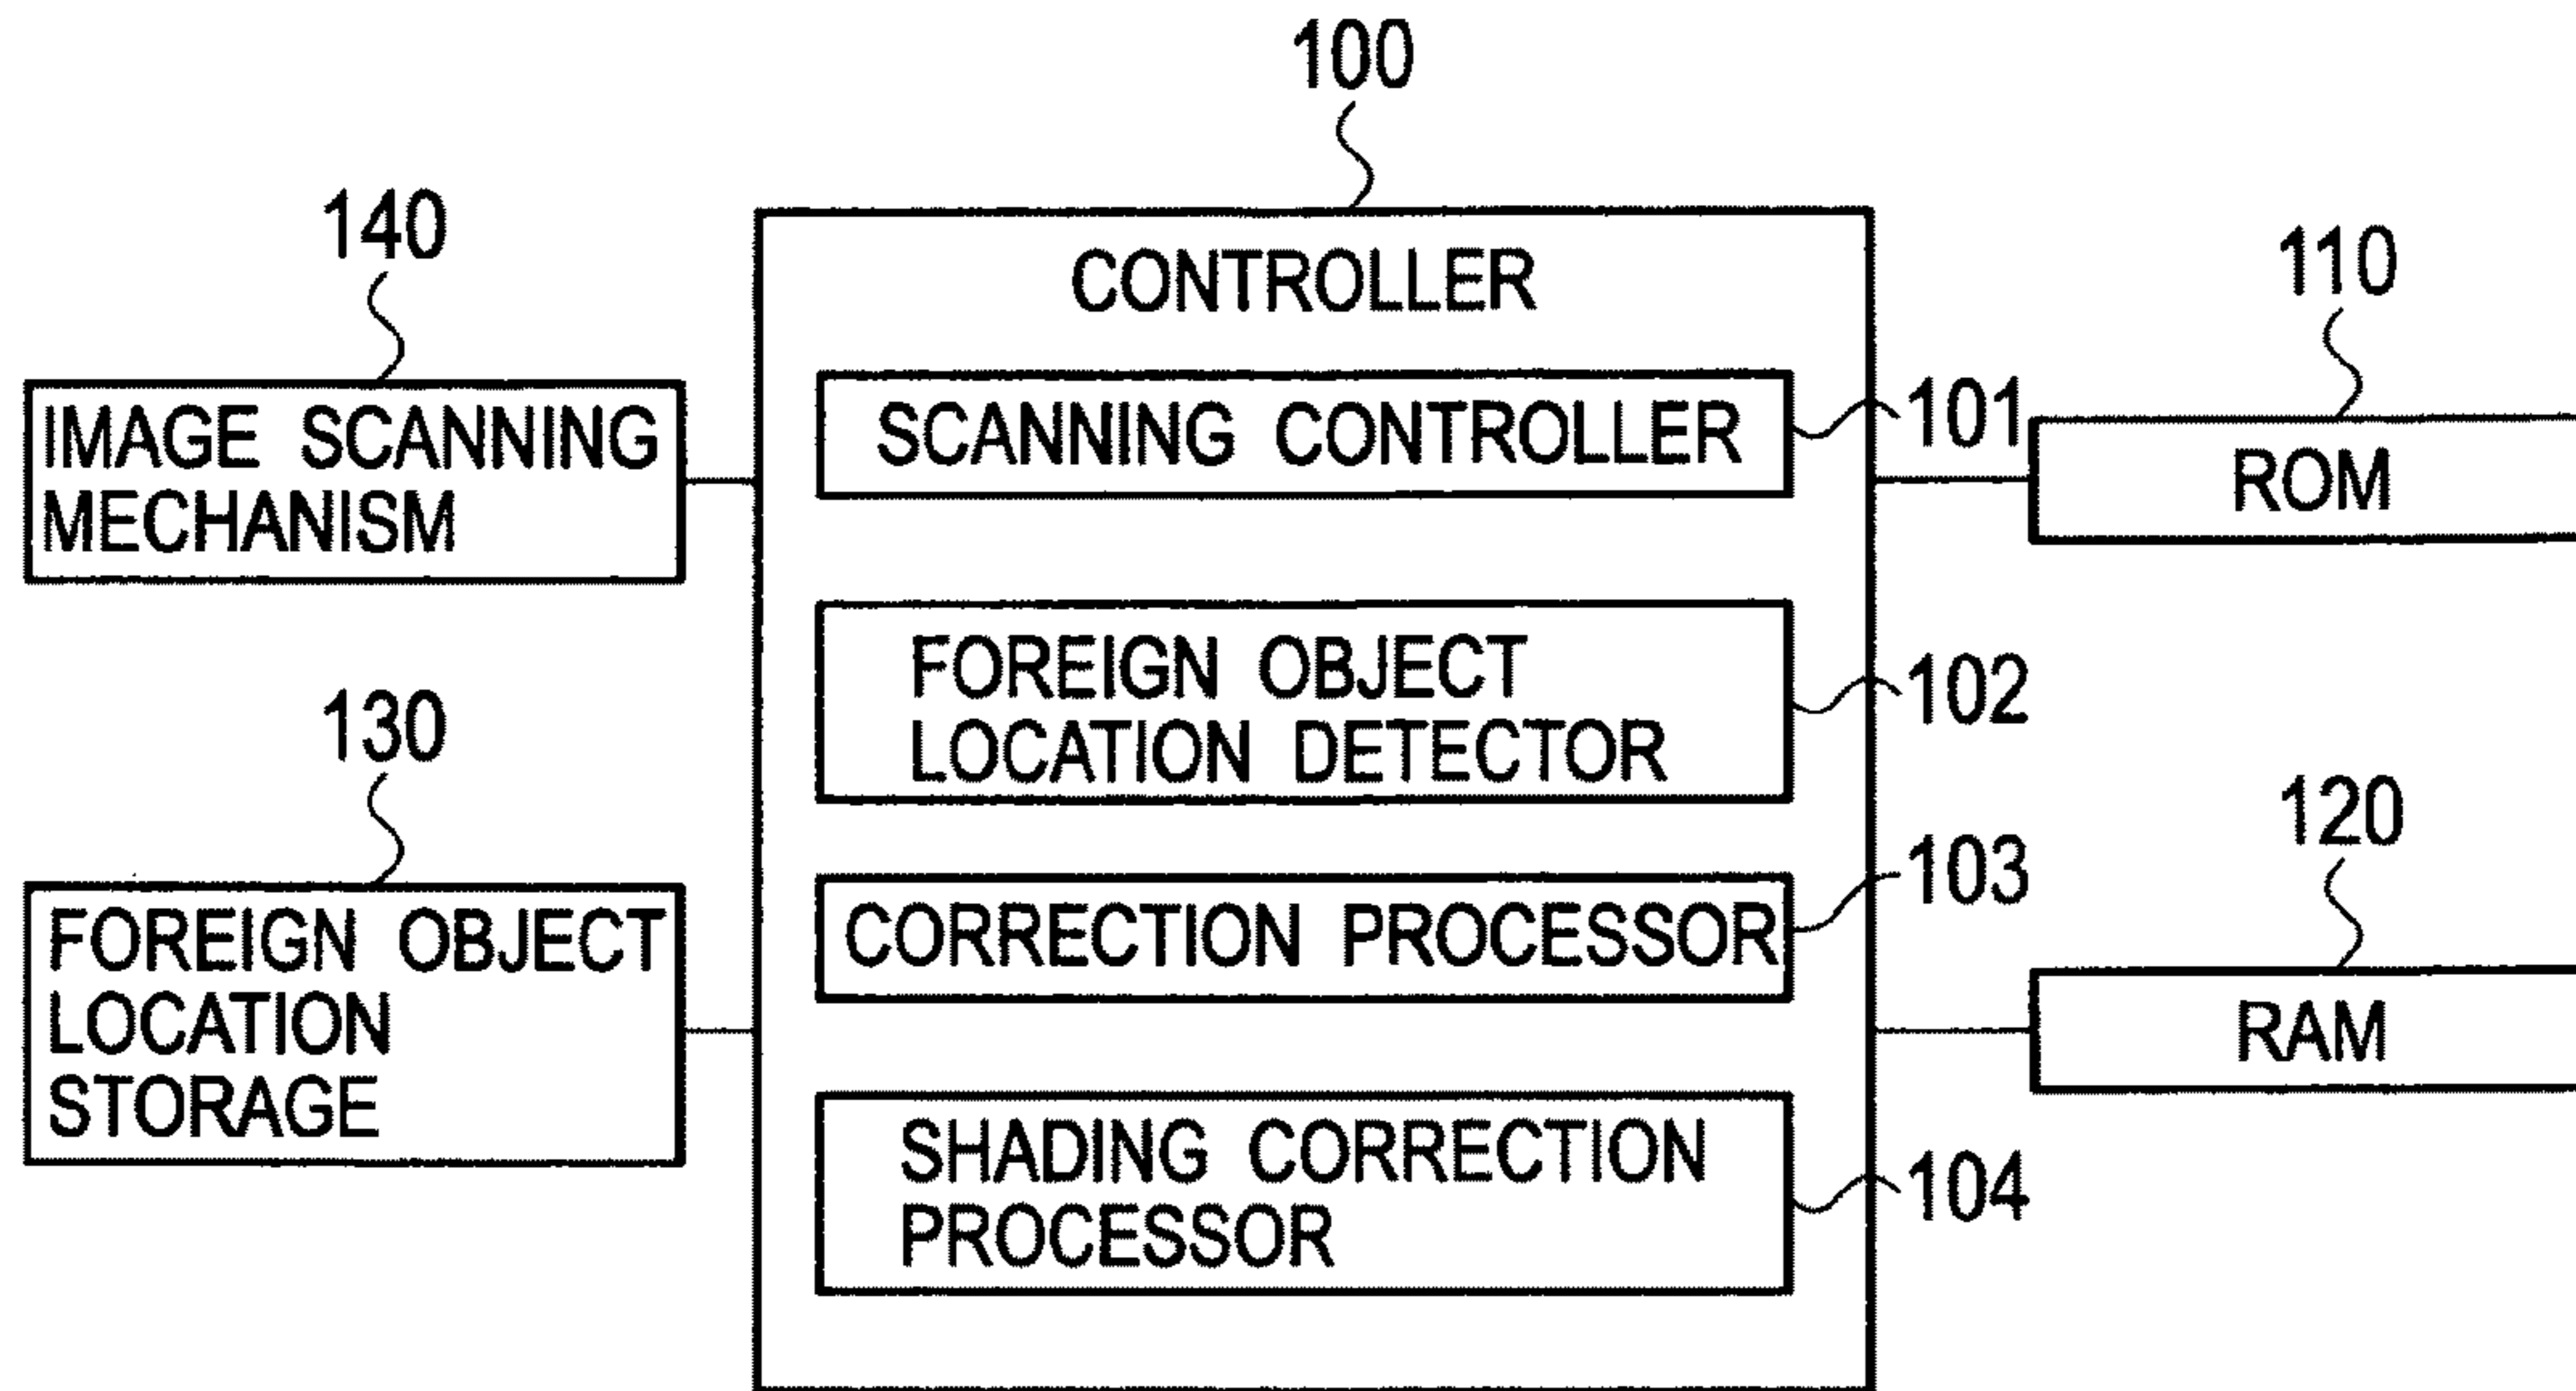 100
140
CONTROLLER
110
IMAGE SCANNING
MECHANISM
SCANNING CONTROLLER
101
ROM
FOREIGN OBJECT
LOCATION DETECTOR
102
130
FOREIGN OBJECT
LOCATION
STORAGE
CORRECTION PROCESSOR
103
120
RAM
SHADING CORRECTION
PROCESSOR
104